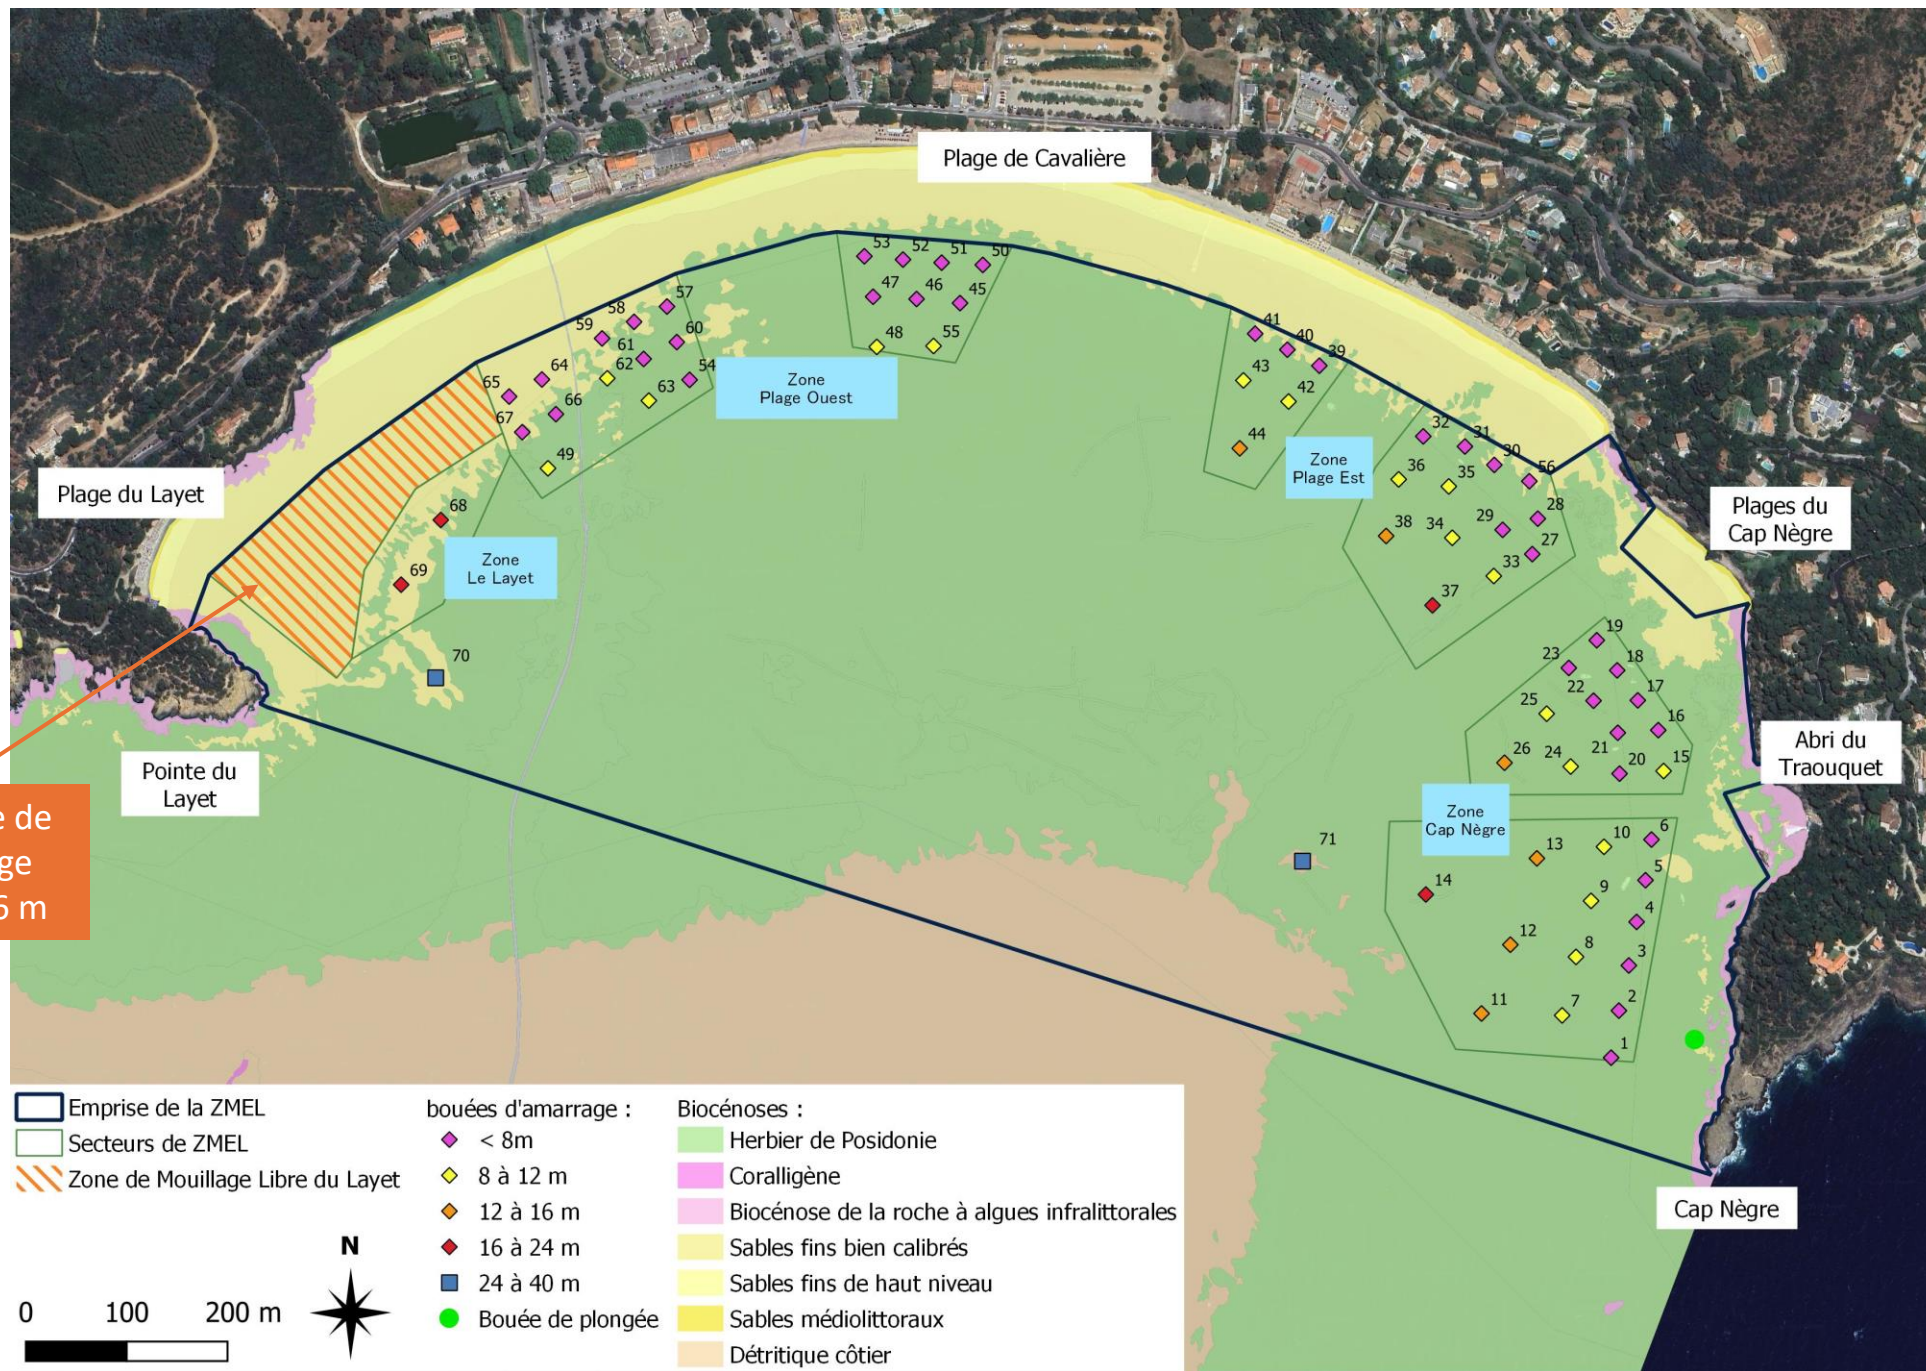 Plage de Cavalière
53
52
51
50
47
46
45
48
55
57
58
59
60
61
62
54
63
64
65
66
67
49
Zone
Plage Ouest
41
40
39
43
42
44
Zone
Plage Est
32
31
30
56
36
35
28
29
38
34
27
33
37
Plage du Layet
68
69
Zone
Le Layet
70
Plages du
Cap Nègre
19
23
18
22
17
25
16
21
26
24
20
15
Abri du
Traouquet
Pointe du
Layet
e de
ge
6 m
Zone
Cap Nègre
71
6
10
13
5
14
9
4
12
8
3
11
7
2
1
Cap Nègre
Emprise de la ZMEL
Secteurs de ZMEL
Zone de Mouillage Libre du Layet
N
0 100 200 m
bouées d'amarrage :
< 8m
8 à 12 m
12 à 16 m
16 à 24 m
24 à 40 m
Bouée de plongée
Biocénoses :
Herbier de Posidonie
Coralligène
Biocénose de la roche à algues infralittorales
Sables fins bien calibrés
Sables fins de haut niveau
Sables médiolittoraux
Détritique côtier